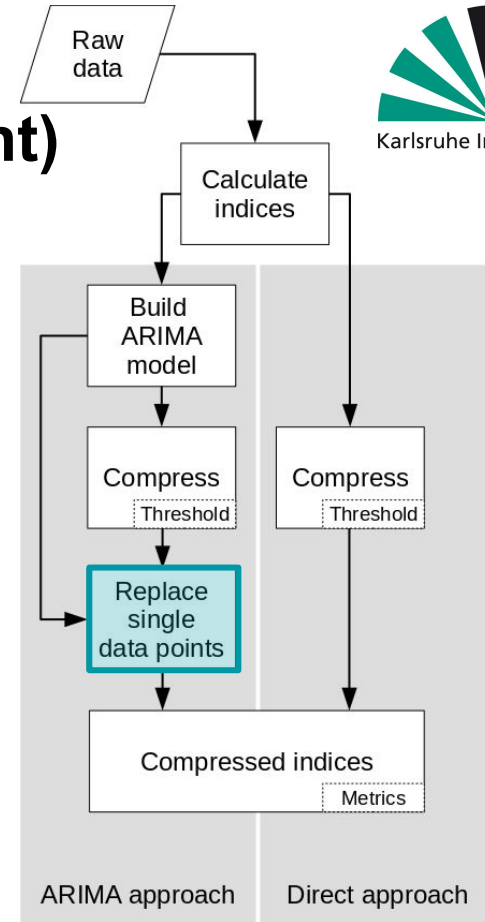 Raw
data
nt)
Karlsruhe In
Calculate
indices
Build
ARIMA
model
Compress
Threshold
Compress
Threshold
Replace
single
data points
Compressed indices
Metrics
ARIMA approach
Direct approach